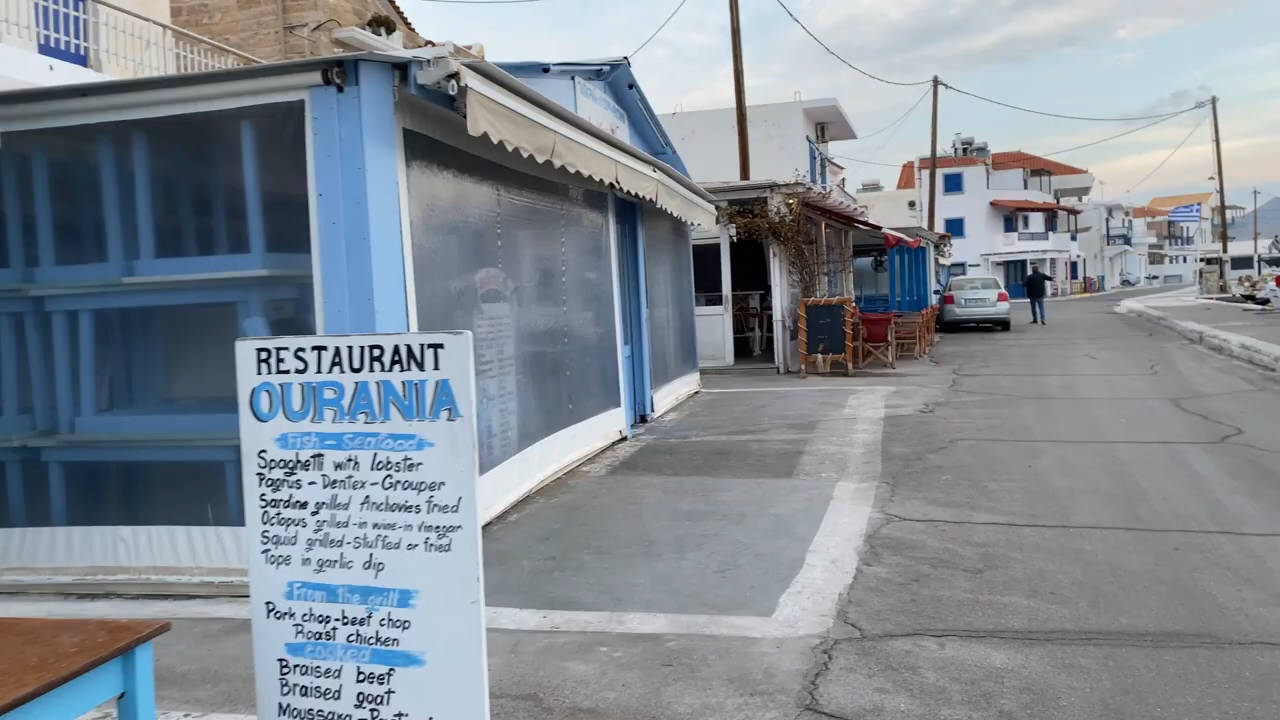 RESTAURANT
OURANIA
Fish - Seafood
Spaghetti with lobster
Pagrus - Dentex - Grouper
Sardine grilled Anchovies fried
Octopus grilled-in wine-in vinegar
Squid grilled-Stuffed or fried
Tope in garlic dip
From the grill
Pork chop-beef chop
Roast chicken
cooked
Braised beef
Braised goat
Moussaka